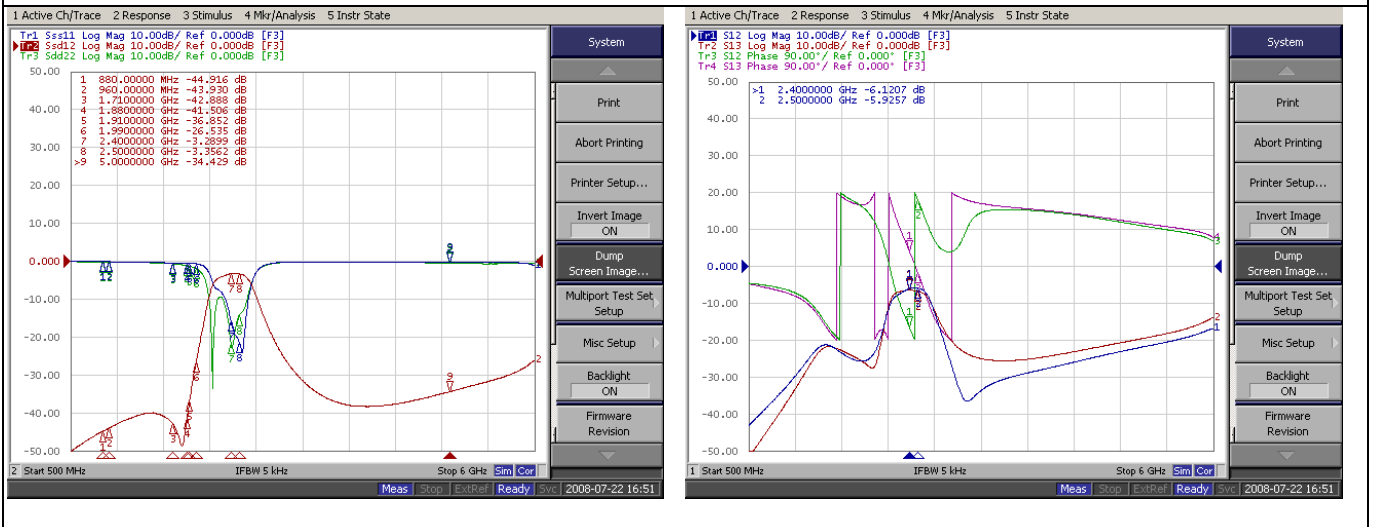 1 Active Ch/Trace 2 Response 3 Stimulus 4 Mkr/Analysis 5 Instr State
Tr1 Sss11 Log Mag 10.00dB/ Ref 0.000dB [F3]
Tr2 Ssd12 Log Mag 10.00dB/ Ref 0.000dB [F3]
Tr3 Sdd22 Log Mag 10.00dB/ Ref 0.000dB [F3]
50.00
40.00
30.00
20.00
10.00
0.000
-10.00
-20.00
-30.00
-40.00
-50.00
1 880.00000 MHz -44.916 dB
2 960.00000 MHz -43.930 dB
3 1.7100000 GHz -42.888 dB
4 1.8800000 GHz -41.506 dB
5 1.9100000 GHz -36.852 dB
6 1.9900000 GHz -26.535 dB
7 2.4000000 GHz -3.2899 dB
8 2.5000000 GHz -3.3562 dB
>9 5.0000000 GHz -34.429 dB
2 Start 500 MHz IFBW 5 kHz Stop 6 GHz Sim Cor
Meas Stop ExtRef Ready Svc 2008-07-22 16:51
System
Print
Abort Printing
Printer Setup...
Invert Image
ON
Dump
Screen Image...
Multiport Test Set
Setup
Misc Setup
Backlight
ON
Firmware
Revision
1 Active Ch/Trace 2 Response 3 Stimulus 4 Mkr/Analysis 5 Instr State
Tr1 S12 Log Mag 10.00dB/ Ref 0.000dB [F3]
Tr2 S13 Log Mag 10.00dB/ Ref 0.000dB [F3]
Tr3 S12 Phase 90.00°/ Ref 0.000° [F3]
Tr4 S13 Phase 90.00°/ Ref 0.000° [F3]
50.00
40.00
30.00
20.00
10.00
0.000
-10.00
-20.00
-30.00
-40.00
-50.00
>1 2.4000000 GHz -6.1207 dB
2 2.5000000 GHz -5.9257 dB
1 Start 500 MHz IFBW 5 kHz Stop 6 GHz Sim Cor
Meas Stop ExtRef Ready Svc 2008-07-22 16:51
System
Print
Abort Printing
Printer Setup...
Invert Image
ON
Dump
Screen Image...
Multiport Test Set
Setup
Misc Setup
Backlight
ON
Firmware
Revision